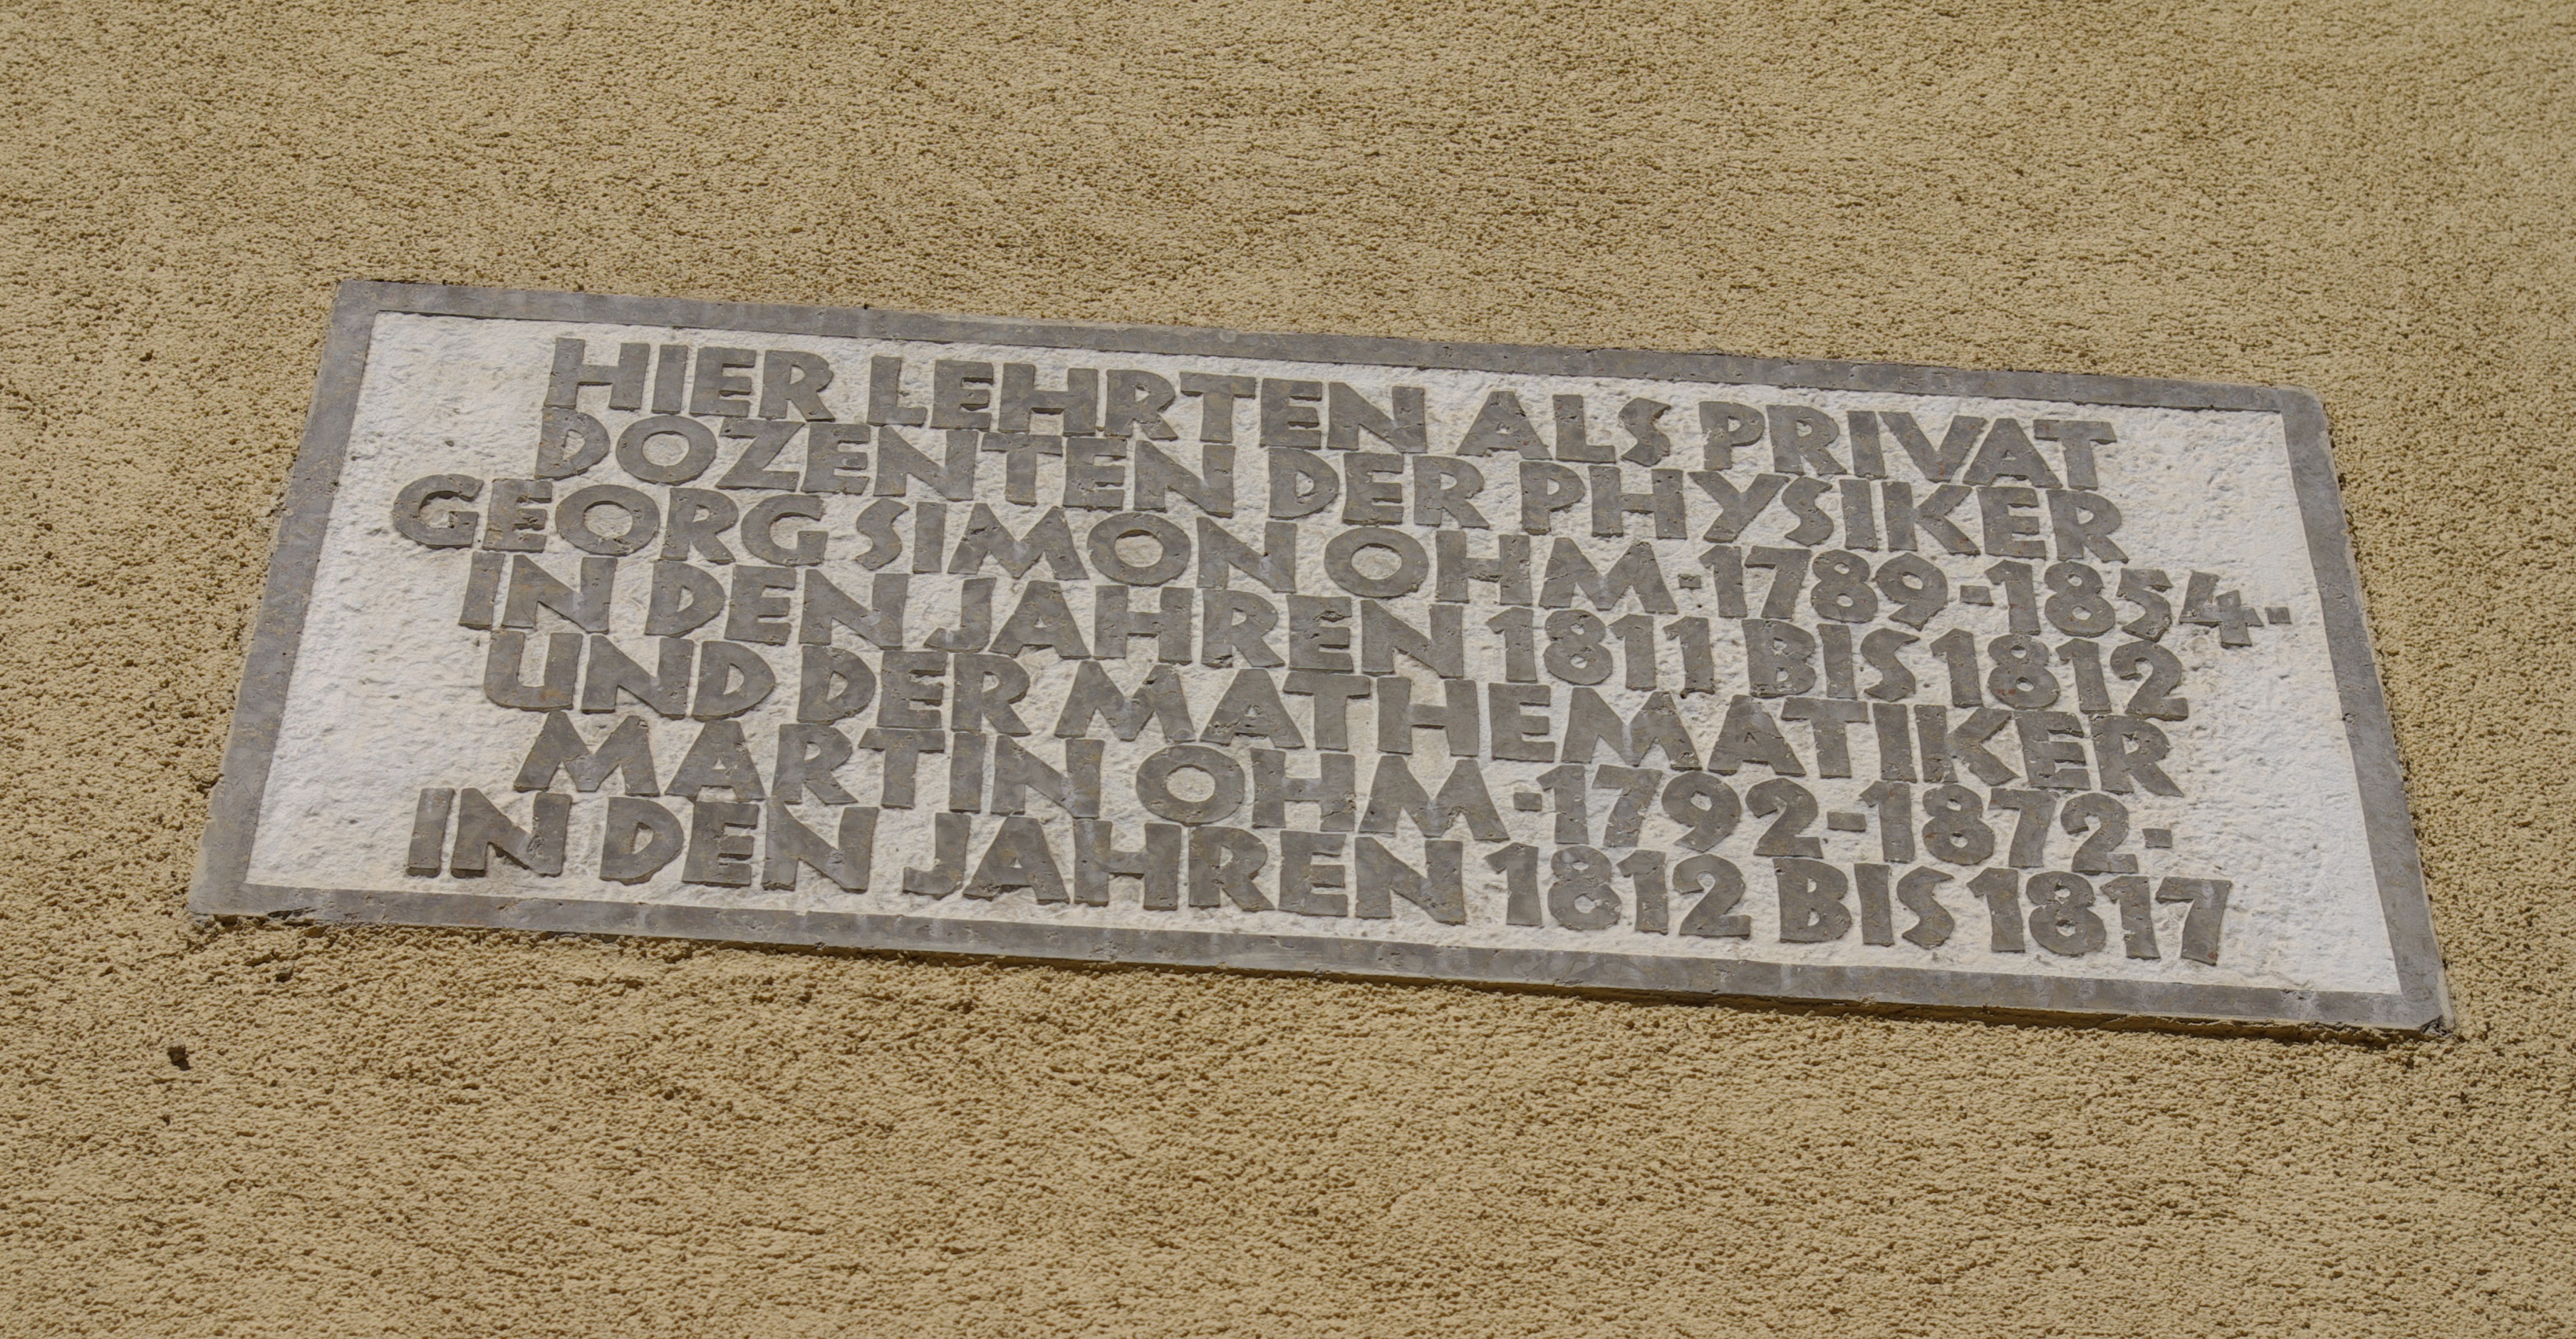 HIER LEHRTEN ALS PRIVAT
DOZENTEN DER PHYSIKER
GEORG SIMON OHM·1789-1854·
IN DEN JAHREN 1811 BIS 1812
UND DER MATHEMATIKER
MARTIN OHM·1792-1872·
IN DEN JAHREN 1812 BIS 1817